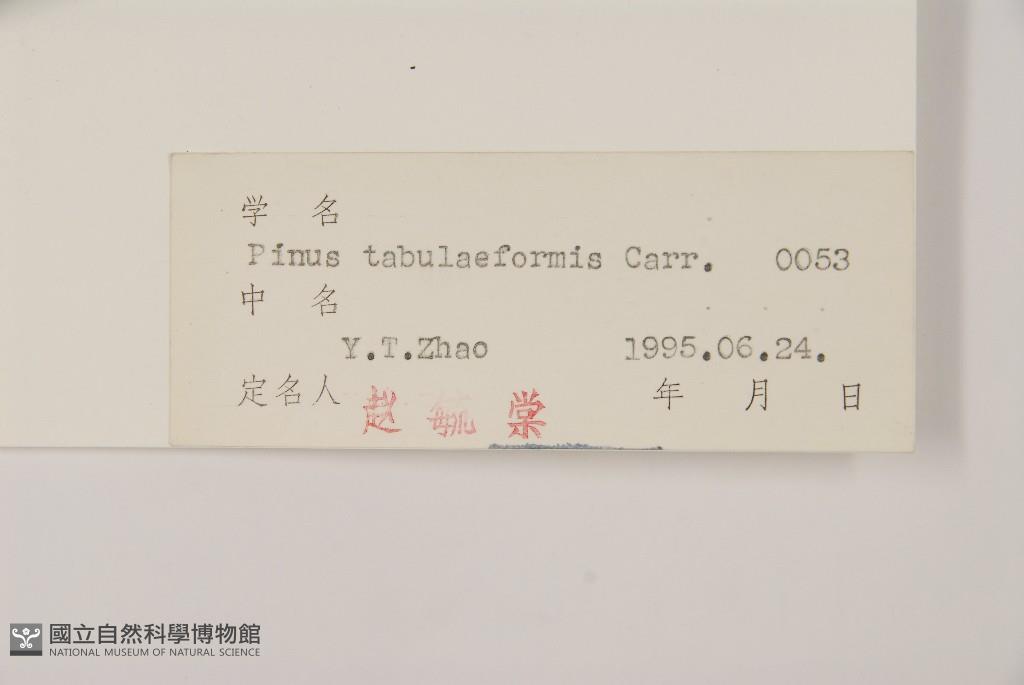 学 名
Pinus tabulaeformis Carr. 0053
中 名
Y.T.Zhao 1995.06.24.
定名人 赵毓棠 年 月 日
國立自然科學博物館
NATIONAL MUSEUM OF NATURAL SCIENCE